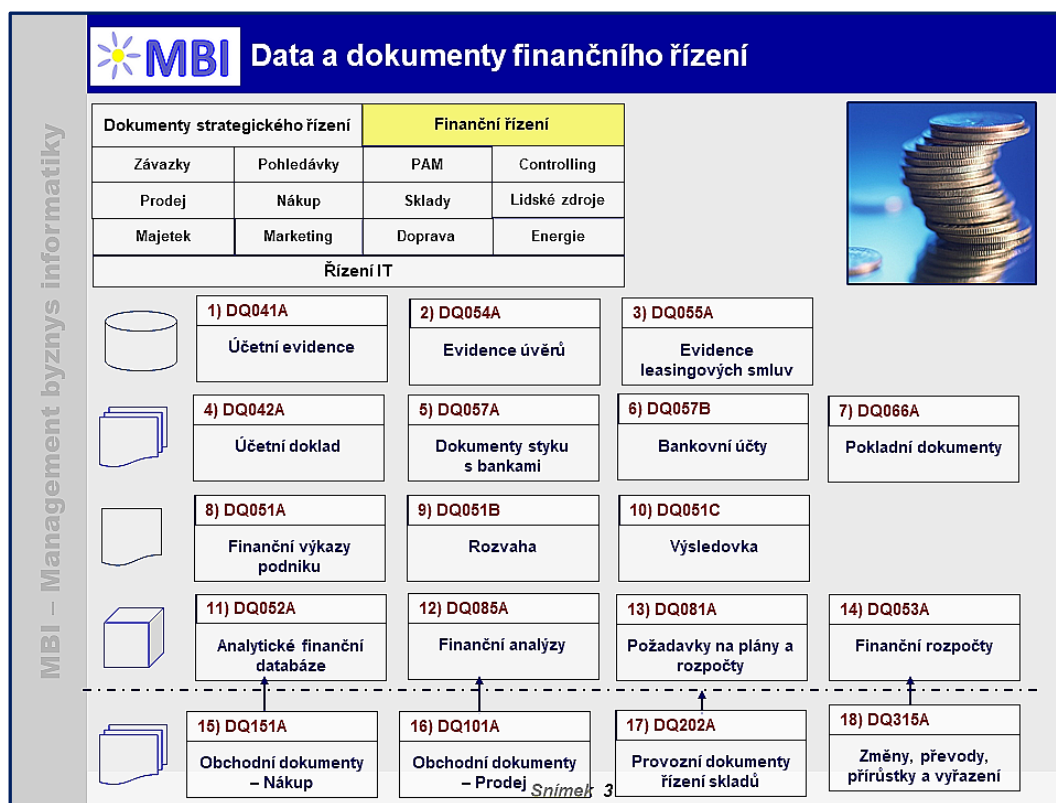 MBI
Data a dokumenty finančního řízení
MBI – Management byznys informatiky
Dokumenty strategického řízení
Finanční řízení
Závazky
Pohledávky
PAM
Controlling
Prodej
Nákup
Sklady
Lidské zdroje
Majetek
Marketing
Doprava
Energie
Řízení IT
1) DQ041A
Účetní evidence
2) DQ054A
Evidence úvěrů
3) DQ055A
Evidence
leasingových smluv
4) DQ042A
Účetní doklad
5) DQ057A
Dokumenty styku
s bankami
6) DQ057B
Bankovní účty
7) DQ066A
Pokladní dokumenty
8) DQ051A
Finanční výkazy
podniku
9) DQ051B
Rozvaha
10) DQ051C
Výsledovka
11) DQ052A
Analytické finanční
databáze
12) DQ085A
Finanční analýzy
13) DQ081A
Požadavky na plány a
rozpočty
14) DQ053A
Finanční rozpočty
15) DQ151A
Obchodní dokumenty
– Nákup
16) DQ101A
Obchodní dokumenty
– Prodej
17) DQ202A
Provozní dokumenty
řízení skladů
18) DQ315A
Změny, převody,
přírůstky a vyřazení
Snímek 3